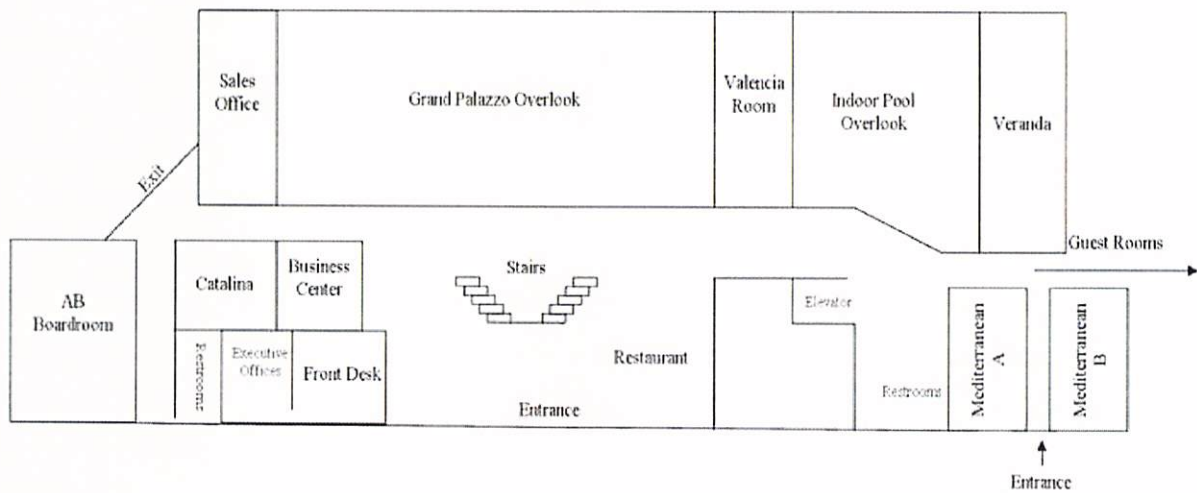 Sales
Office
Grand Palazzo Overlook
Valencia
Room
Indoor Pool
Overlook
Veranda
Exit
Guest Rooms
AB
Boardroom
Catalina
Business
Center
Stairs
Elevator
Restrooms
Executive
Offices
Front Desk
Restaurant
Entrance
Restrooms
Mediterranean
A
Mediterranean
B
Entrance